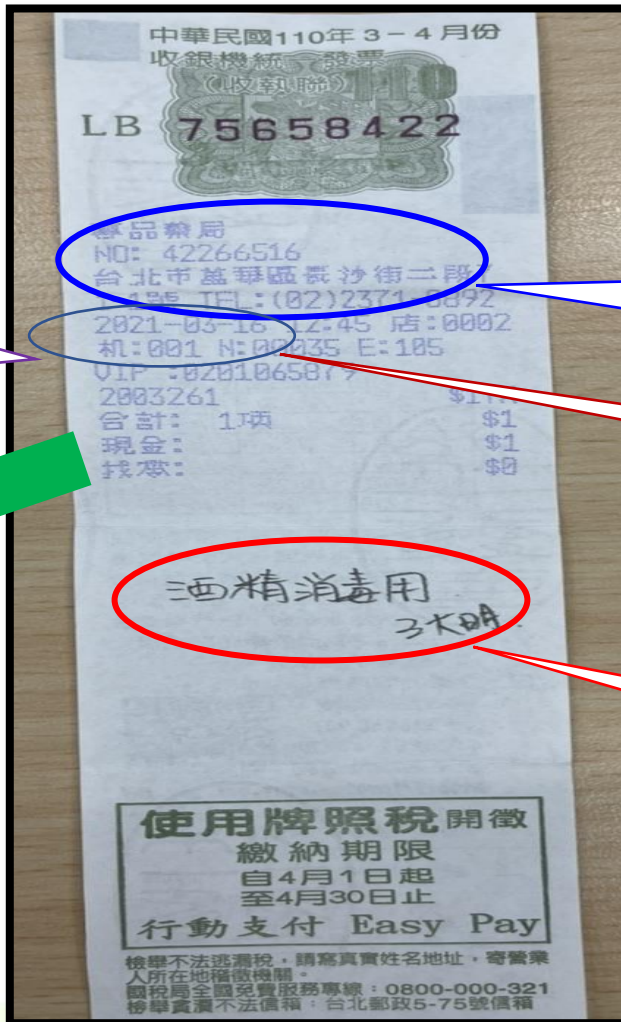 中華民國110年3-4月份
收銀機統一發票
(收執聯) 110
LB 75658422
藥局
NO: 42266516
台北市萬華區長沙街二段
號 TEL:(02)2371-
2021-03-16 12:45 店:0002
机:001 N:00035 E:105
VIP :0201065879
2003261
合計: 1項 $1
現金: $1
找零: $0
酒精消毒用
使用牌照稅開徵
繳納期限
自4月1日起
至4月30日止
行動支付 Easy Pay
檢舉不法逃漏稅,請寫真實姓名地址,寄營業
人所在地稽徵機關。
國稅局全國免費服務專線:0800-000-321
檢舉貪瀆不法信箱:台北郵政5-75號信箱